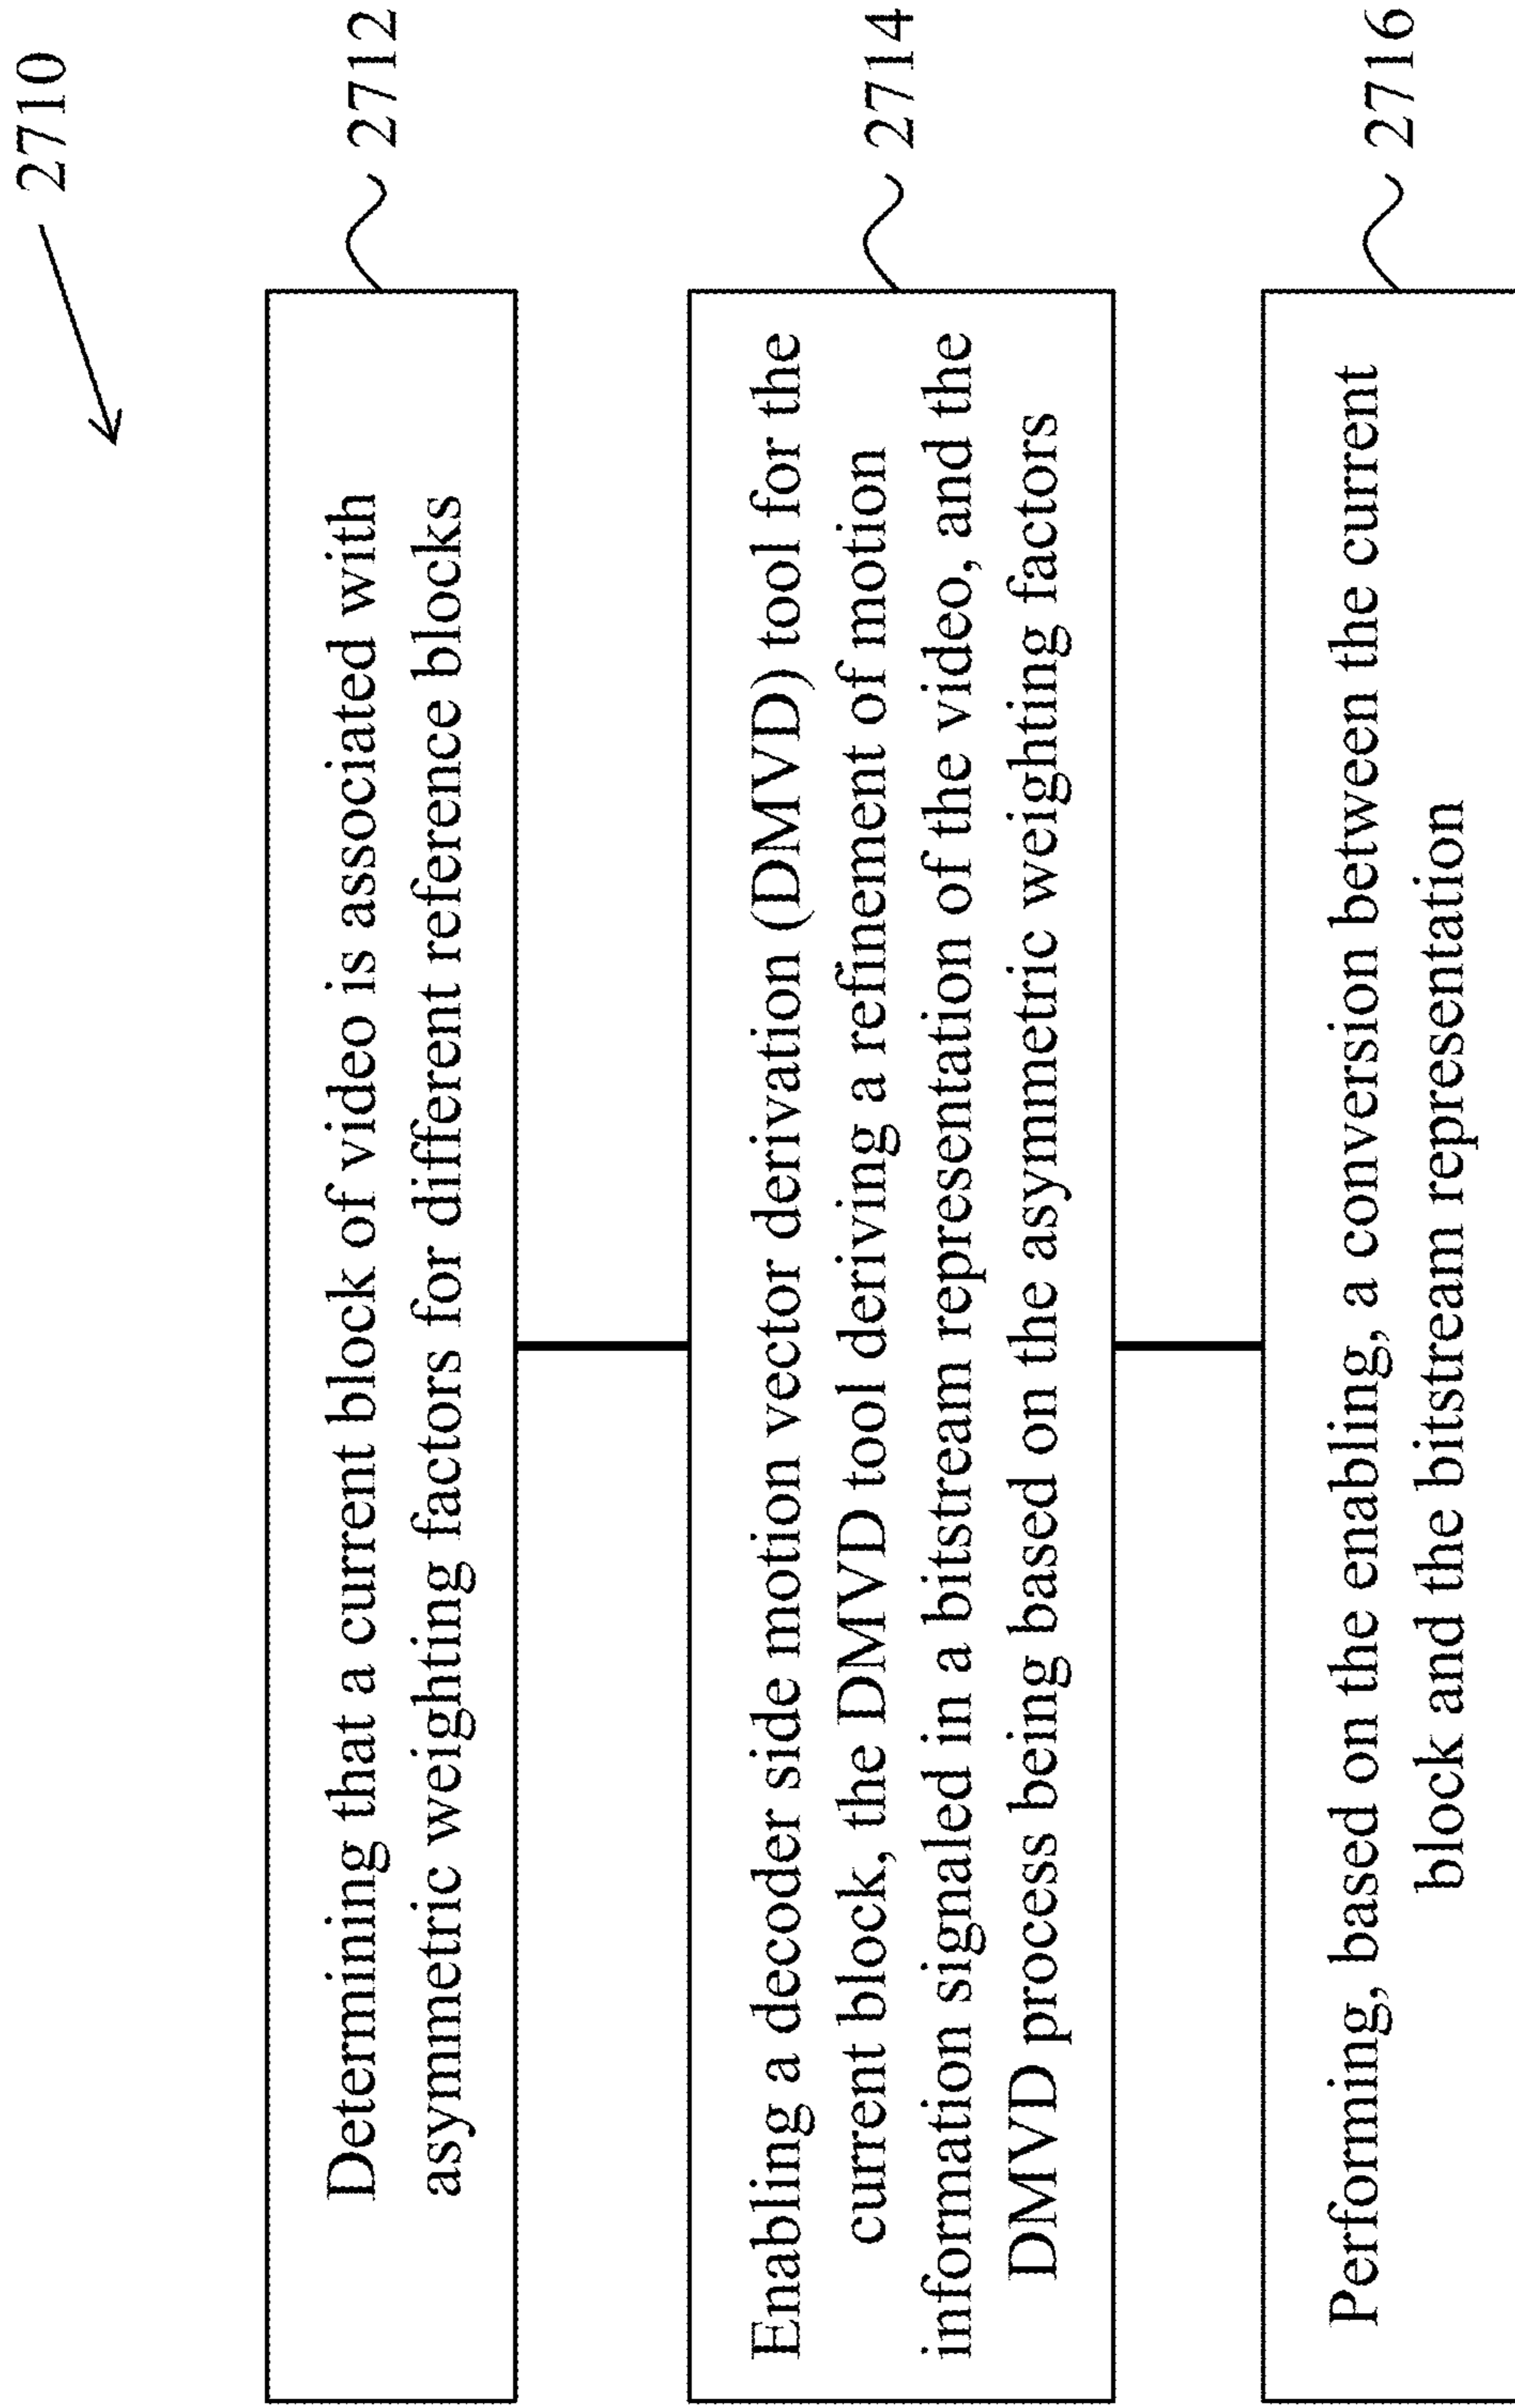 2710
Determining that a current block of video is associated with
asymmetric weighting factors for different reference blocks
2712
Enabling a decoder side motion vector derivation (DMVD) tool for the
current block, the DMVD tool deriving a refinement of motion
information signaled in a bitstream representation of the video, and the
DMVD process being based on the asymmetric weighting factors
2714
Performing, based on the enabling, a conversion between the current
block and the bitstream representation
2716